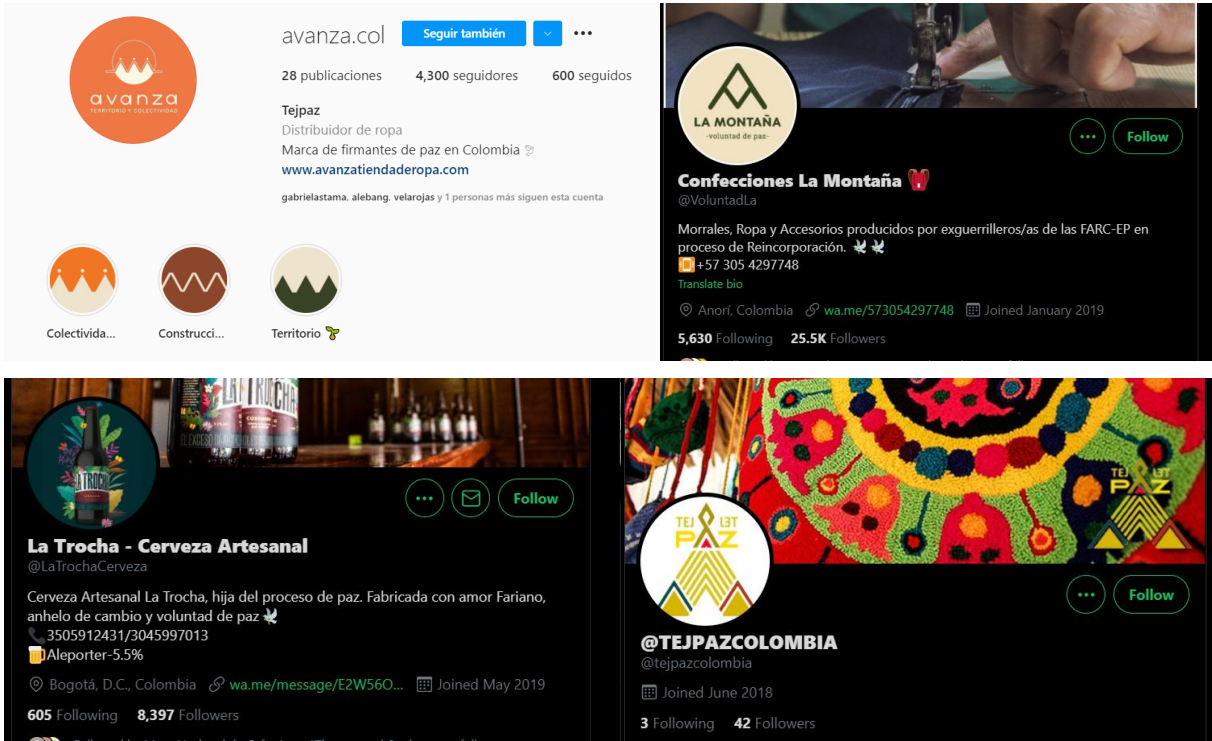 avanza.col Seguir también •••
28 publicaciones 4,300 seguidores 600 seguidos
avanza
TERRITORIO Y COLECTIVIDAD
Tejpaz
Distribuidor de ropa
Marca de firmantes de paz en Colombia 🕊
www.avanzatiendaderopa.com
gabrielastama, alebang, velarojas y 1 personas más siguen esta cuenta
Colectivida... Construcci... Territorio 🌱
LA MONTAÑA
-voluntad de paz-
Follow
Confecciones La Montaña 🎒
@VoluntadLa
Morrales, Ropa y Accesorios producidos por exguerrilleros/as de las FARC-EP en
proceso de Reincorporación. 🕊 🕊
+57 305 4297748
Translate bio
Anorí, Colombia wa.me/573054297748 Joined January 2019
5,630 Following 25.5K Followers
LA TROCHA
LA TROCHA
Follow
La Trocha - Cerveza Artesanal
@LaTrochaCerveza
Cerveza Artesanal La Trocha, hija del proceso de paz. Fabricada con amor Fariano,
anhelo de cambio y voluntad de paz 🕊
📞3505912431/3045997013
🍺Aleporter-5.5%
Bogotá, D.C., Colombia wa.me/message/E2W56O... Joined May 2019
605 Following 8,397 Followers
TEJ
PAZ
TEJ
PAZ
Follow
@TEJPAZCOLOMBIA
@tejpazcolombia
Joined June 2018
3 Following 42 Followers